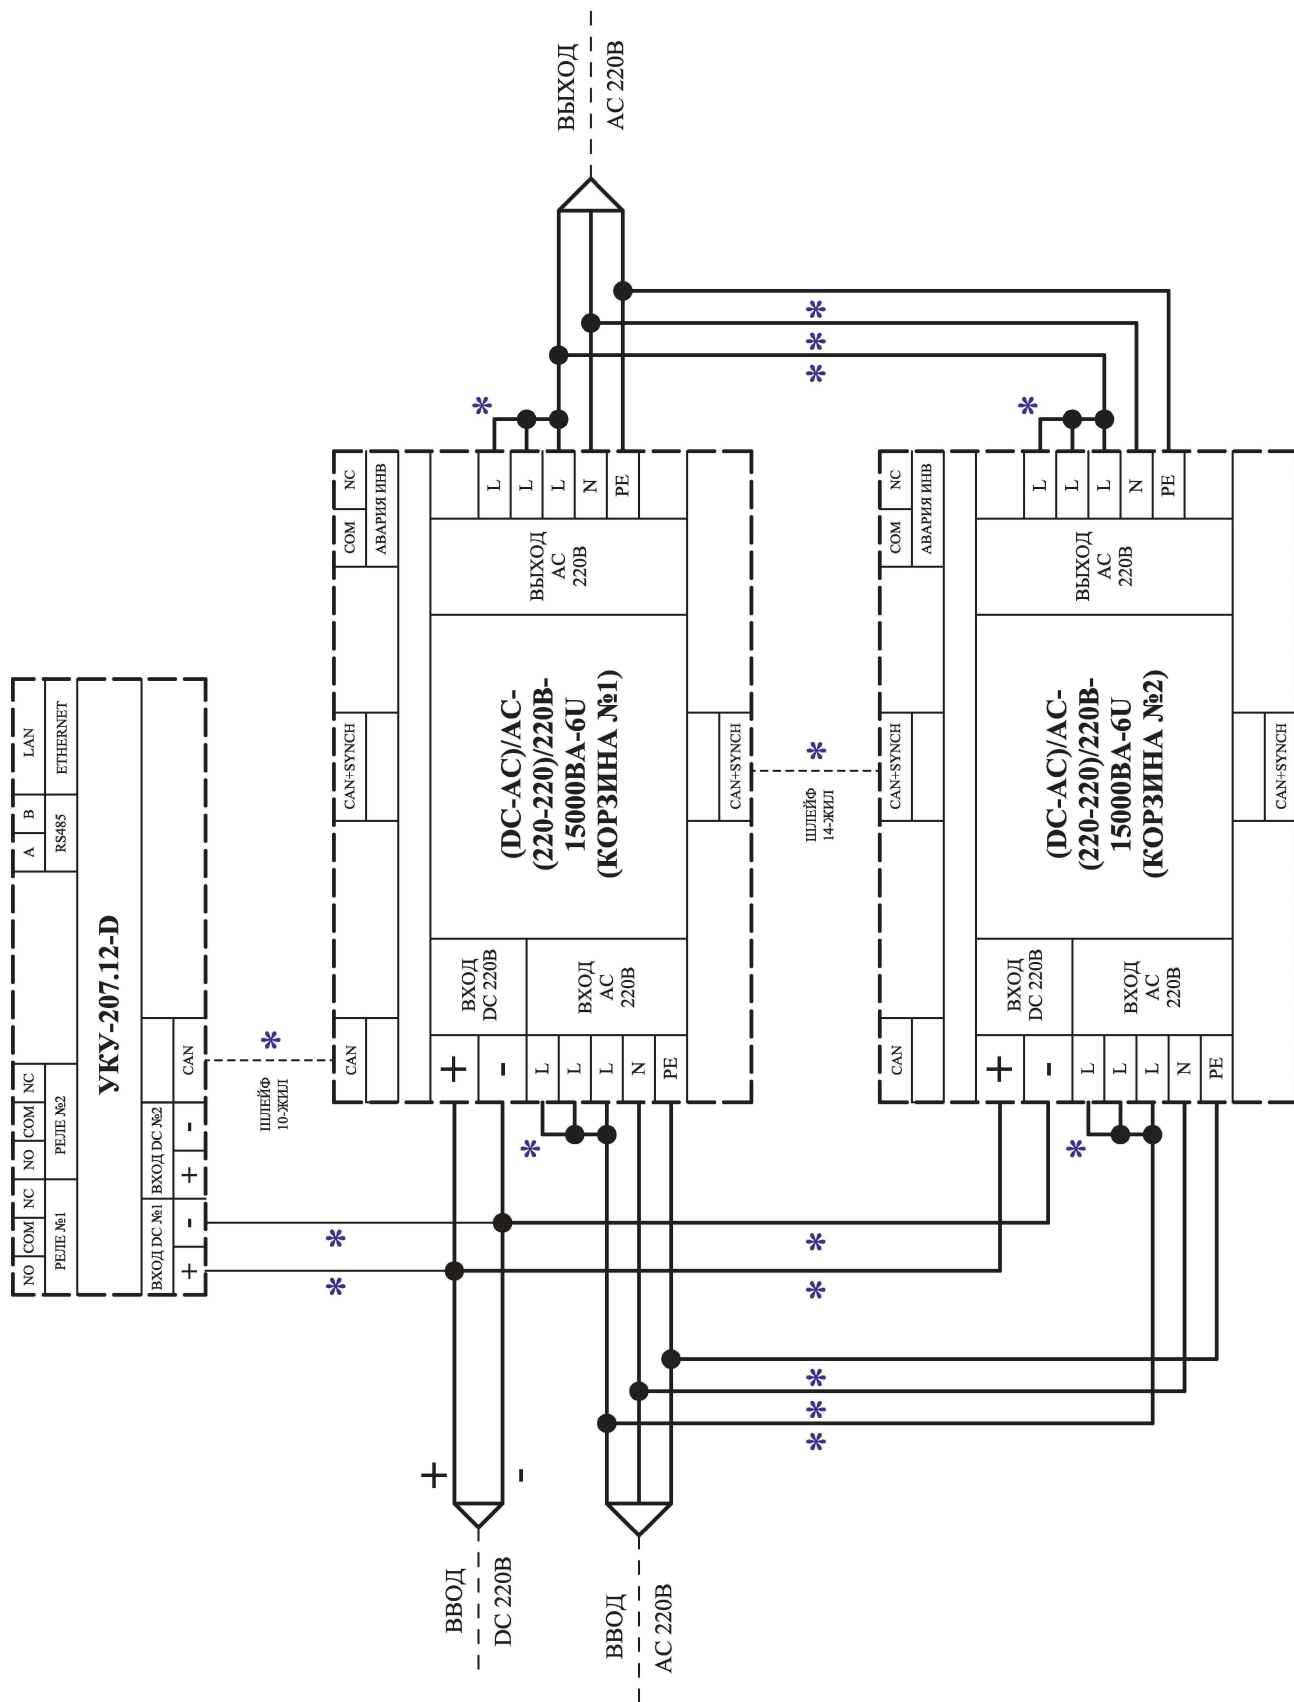 NO COM NC
РЕЛЕ №1
NO COM NC
РЕЛЕ №2
A B
RS485
LAN
ETHERNET
УКУ-207.12-D
ВХОД DC №1
+ -
ВХОД DC №2
+ -
CAN
*
*
ШЛЕЙФ
10-ЖИЛ
*
CAN
CAN+SYNCH
COM NC
АВАРИЯ ИНВ
+
-
ВХОД
DC 220В
L
L
L
N
PE
ВХОД
AC
220В
(DC-AC)/AC-
(220-220)/220В-
15000ВА-6U
(КОРЗИНА №1)
ВЫХОД
AC
220В
L
L
L
N
PE
CAN+SYNCH
*
*
+
-
ВВОД
DC 220В
ВВОД
AC 220В
ВЫХОД
AC 220В
*
*
*
*
*
ШЛЕЙФ
14-ЖИЛ
*
*
*
*
CAN
CAN+SYNCH
COM NC
АВАРИЯ ИНВ
+
-
ВХОД
DC 220В
L
L
L
N
PE
ВХОД
AC
220В
(DC-AC)/AC-
(220-220)/220В-
15000ВА-6U
(КОРЗИНА №2)
ВЫХОД
AC
220В
L
L
L
N
PE
CAN+SYNCH
*
*